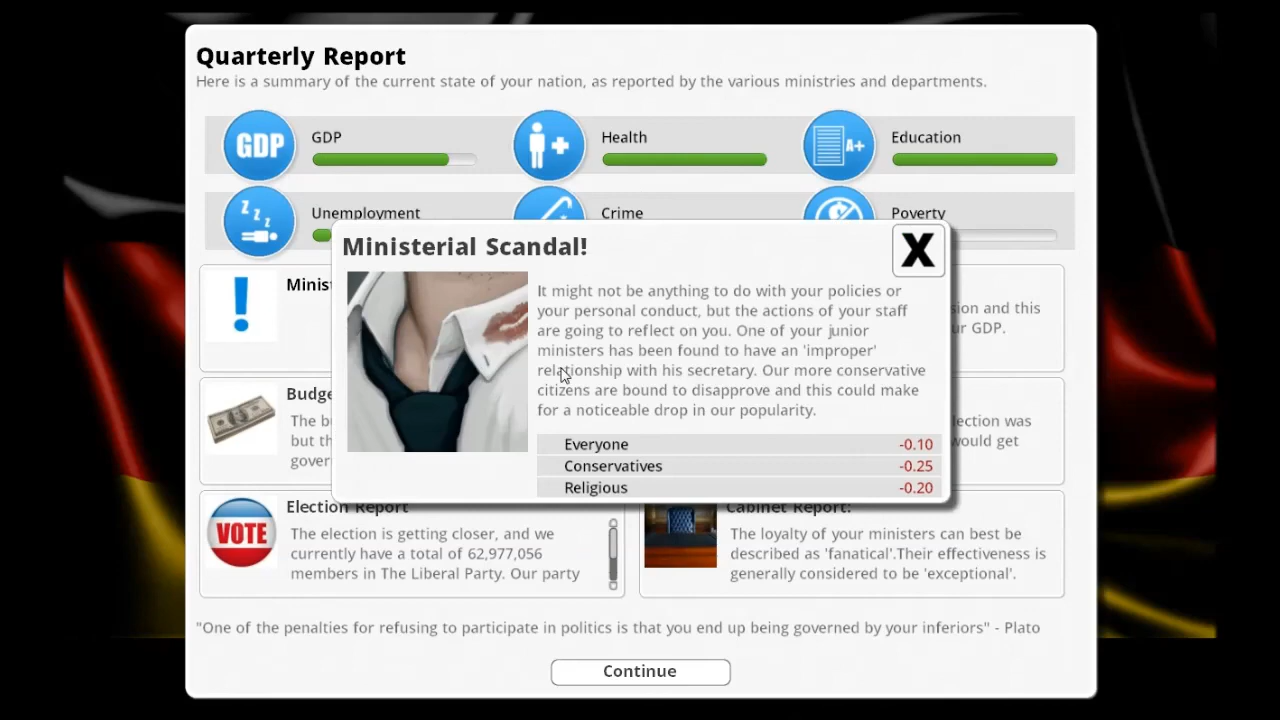 Quarterly Report
Here is a summary of the current state of your nation, as reported by the various ministries and departments.
GDP
GDP
Health
A+
Education
Z Z Z
Unemployment
Crime
Poverty
Ministerial Scandal!
X
It might not be anything to do with your policies or
your personal conduct, but the actions of your staff
are going to reflect on you. One of your junior
ministers has been found to have an 'improper'
relationship with his secretary. Our more conservative
citizens are bound to disapprove and this could make
for a noticeable drop in our popularity.
Everyone -0.10
Conservatives -0.25
Religious -0.20
Minis
sion and this
ur GDP.
Budge
The b
but th
gover
lection was
would get
Election Report
VOTE
The election is getting closer, and we
currently have a total of 62,977,056
members in The Liberal Party. Our party
Cabinet Report:
The loyalty of your ministers can best be
described as 'fanatical'.Their effectiveness is
generally considered to be 'exceptional'.
"One of the penalties for refusing to participate in politics is that you end up being governed by your inferiors" - Plato
Continue